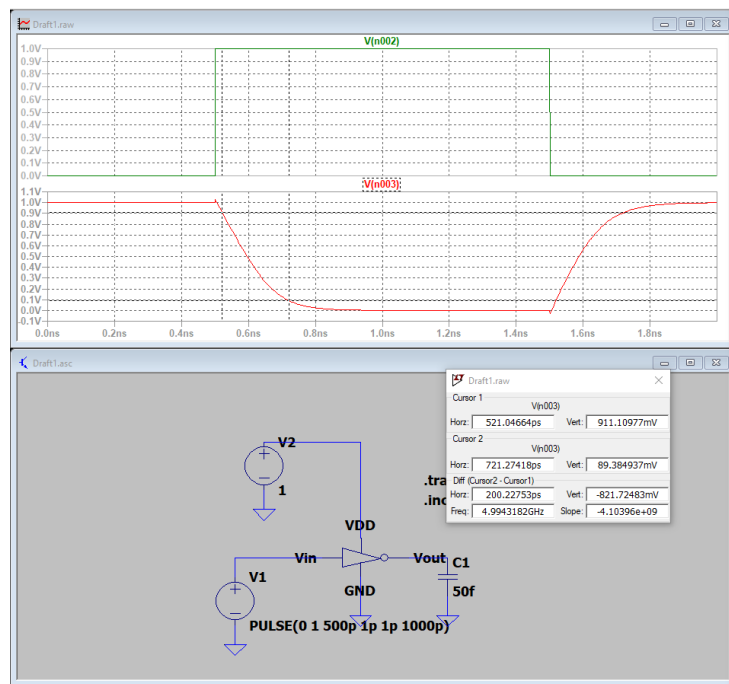 Draft1.raw
V(n002)
1.0V
0.9V
0.8V
0.7V
0.6V
0.5V
0.4V
0.3V
0.2V
0.1V
0.0V
V(n003)
1.1V
1.0V
0.9V
0.8V
0.7V
0.6V
0.5V
0.4V
0.3V
0.2V
0.1V
0.0V
-0.1V
0.0ns 0.2ns 0.4ns 0.6ns 0.8ns 1.0ns 1.2ns 1.4ns 1.6ns 1.8ns
Draft1.asc
Draft1.raw
Cursor 1
V(n003)
Horz: 521.04664ps Vert: 911.10977mV
Cursor 2
V(n003)
Horz: 721.27418ps Vert: 89.384937mV
Diff (Cursor2 - Cursor1)
Horz: 200.22753ps Vert: -821.72483mV
Freq: 4.9943182GHz Slope: -4.10396e+09
V2
1
.tra
.inc
VDD
Vin
Vout
C1
50f
GND
V1
PULSE(0 1 500p 1p 1p 1000p)